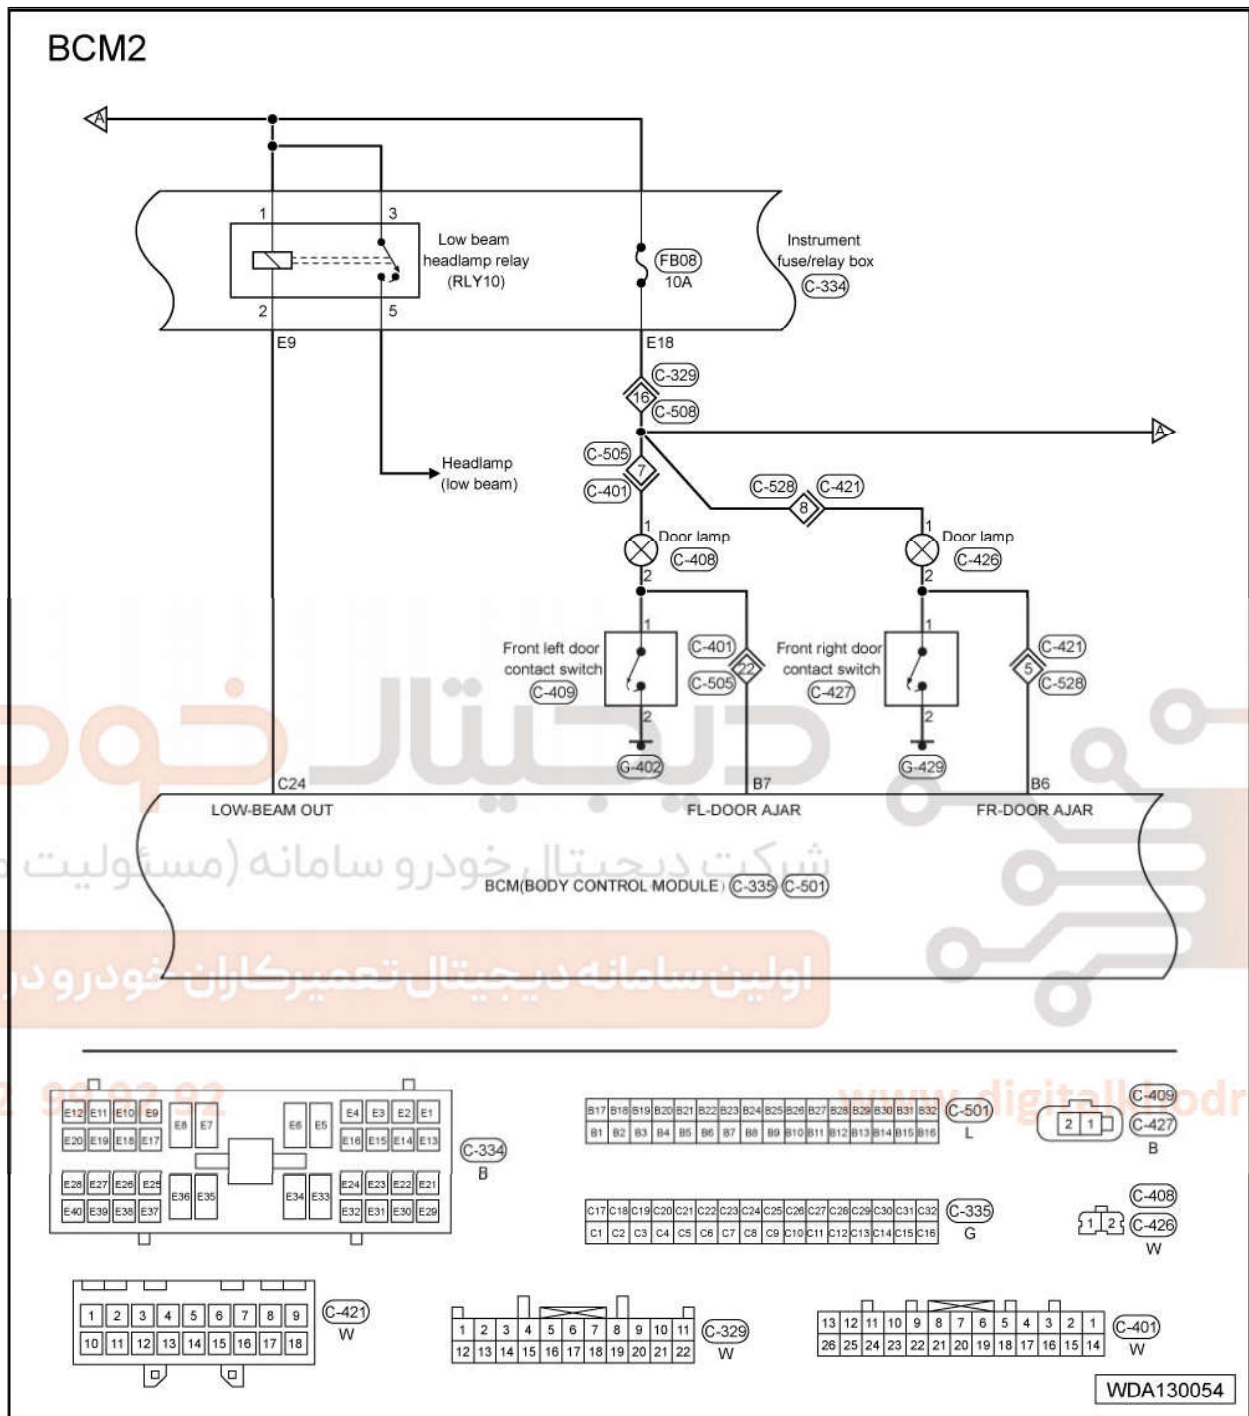 BCM2
A
1
3
Low beam
headlamp relay
(RLY10)
FB08
10A
Instrument
fuse/relay box
C-334
2
5
E9
E18
C-329
16
C-508
A
Headlamp
(low beam)
C-505
7
C-401
C-528
C-421
8
1
Door lamp
C-408
2
1
Door lamp
C-426
2
1
Front left door
contact switch
C-409
2
G-402
C-401
22
C-505
1
Front right door
contact switch
C-427
2
G-429
C-421
5
C-528
دیجیتال خود
C24
B7
B6
LOW-BEAM OUT
FL-DOOR AJAR
FR-DOOR AJAR
شرکت دیجیتال خودرو سامانه (مسئولیت
BCM(BODY CONTROL MODULE) C-335 C-501
اولین سامانه دیجیتال تعمیرکاران خودرو در
99 92 92
www.digitalkhodr
E12 E11 E10 E9 E8 E7 E6 E5 E4 E3 E2 E1
E20 E19 E18 E17 E16 E15 E14 E13
E28 E27 E26 E25 E36 E35 E34 E33 E24 E23 E22 E21
E40 E39 E38 E37 E32 E31 E30 E29
C-334
B
B17 B18 B19 B20 B21 B22 B23 B24 B25 B26 B27 B28 B29 B30 B31 B32
B1 B2 B3 B4 B5 B6 B7 B8 B9 B10 B11 B12 B13 B14 B15 B16
C-501
L
2 1
C-409
C-427
B
C17 C18 C19 C20 C21 C22 C23 C24 C25 C26 C27 C28 C29 C30 C31 C32
C1 C2 C3 C4 C5 C6 C7 C8 C9 C10 C11 C12 C13 C14 C15 C16
C-335
G
1 2
C-408
C-426
W
1 2 3 4 5 6 7 8 9
10 11 12 13 14 15 16 17 18
C-421
W
1 2 3 4 5 6 7 8 9 10 11
12 13 14 15 16 17 18 19 20 21 22
C-329
W
13 12 11 10 9 8 7 6 5 4 3 2 1
26 25 24 23 22 21 20 19 18 17 16 15 14
C-401
W
WDA130054